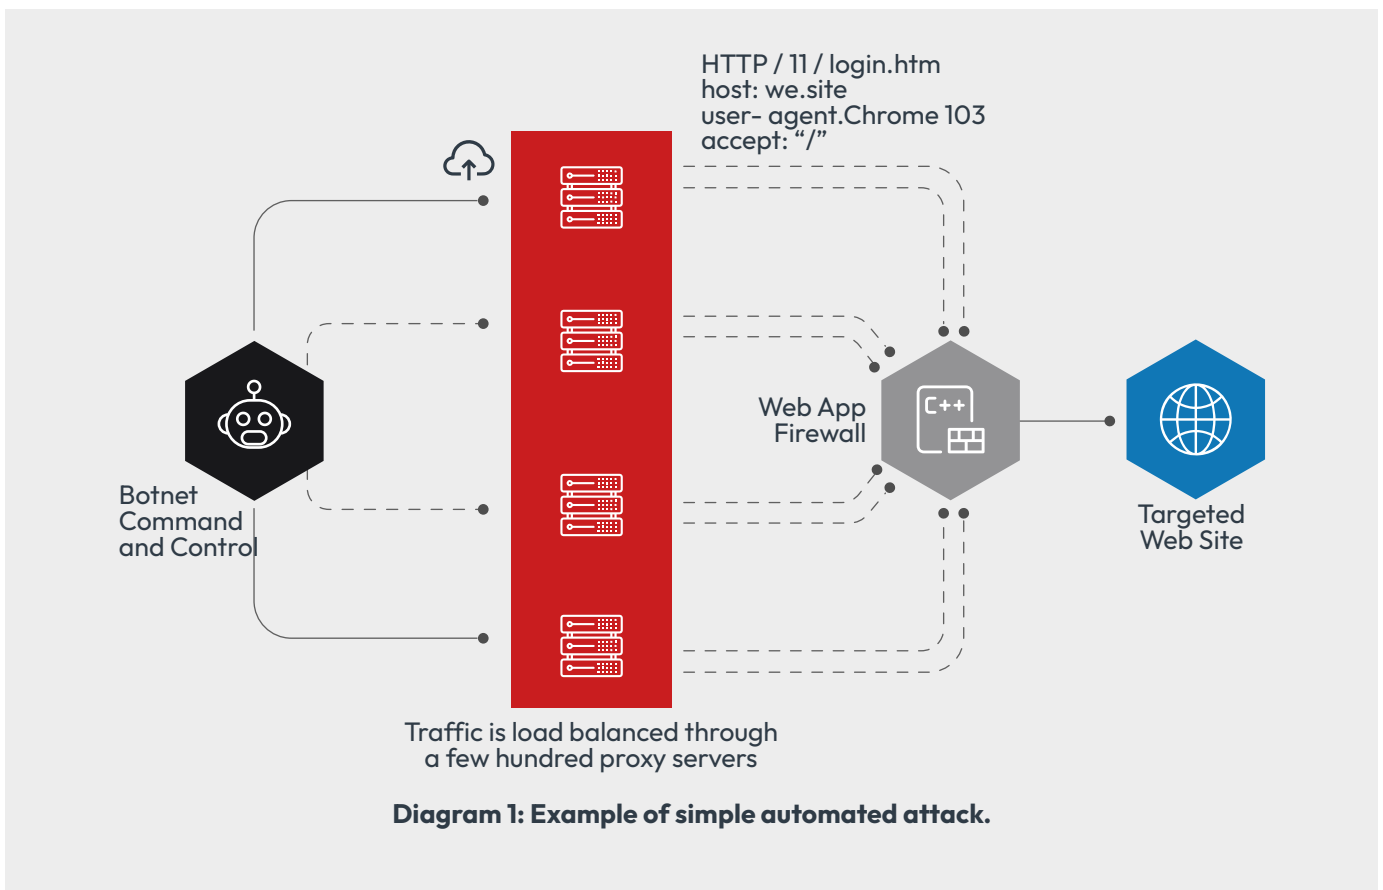 HTTP / 11 / login.htm
host: we.site
user- agent.Chrome 103
accept: “/”
C++
Web App
Firewall
Botnet
Command
and Control
Targeted
Web Site
Traffic is load balanced through
a few hundred proxy servers
Diagram 1: Example of simple automated attack.